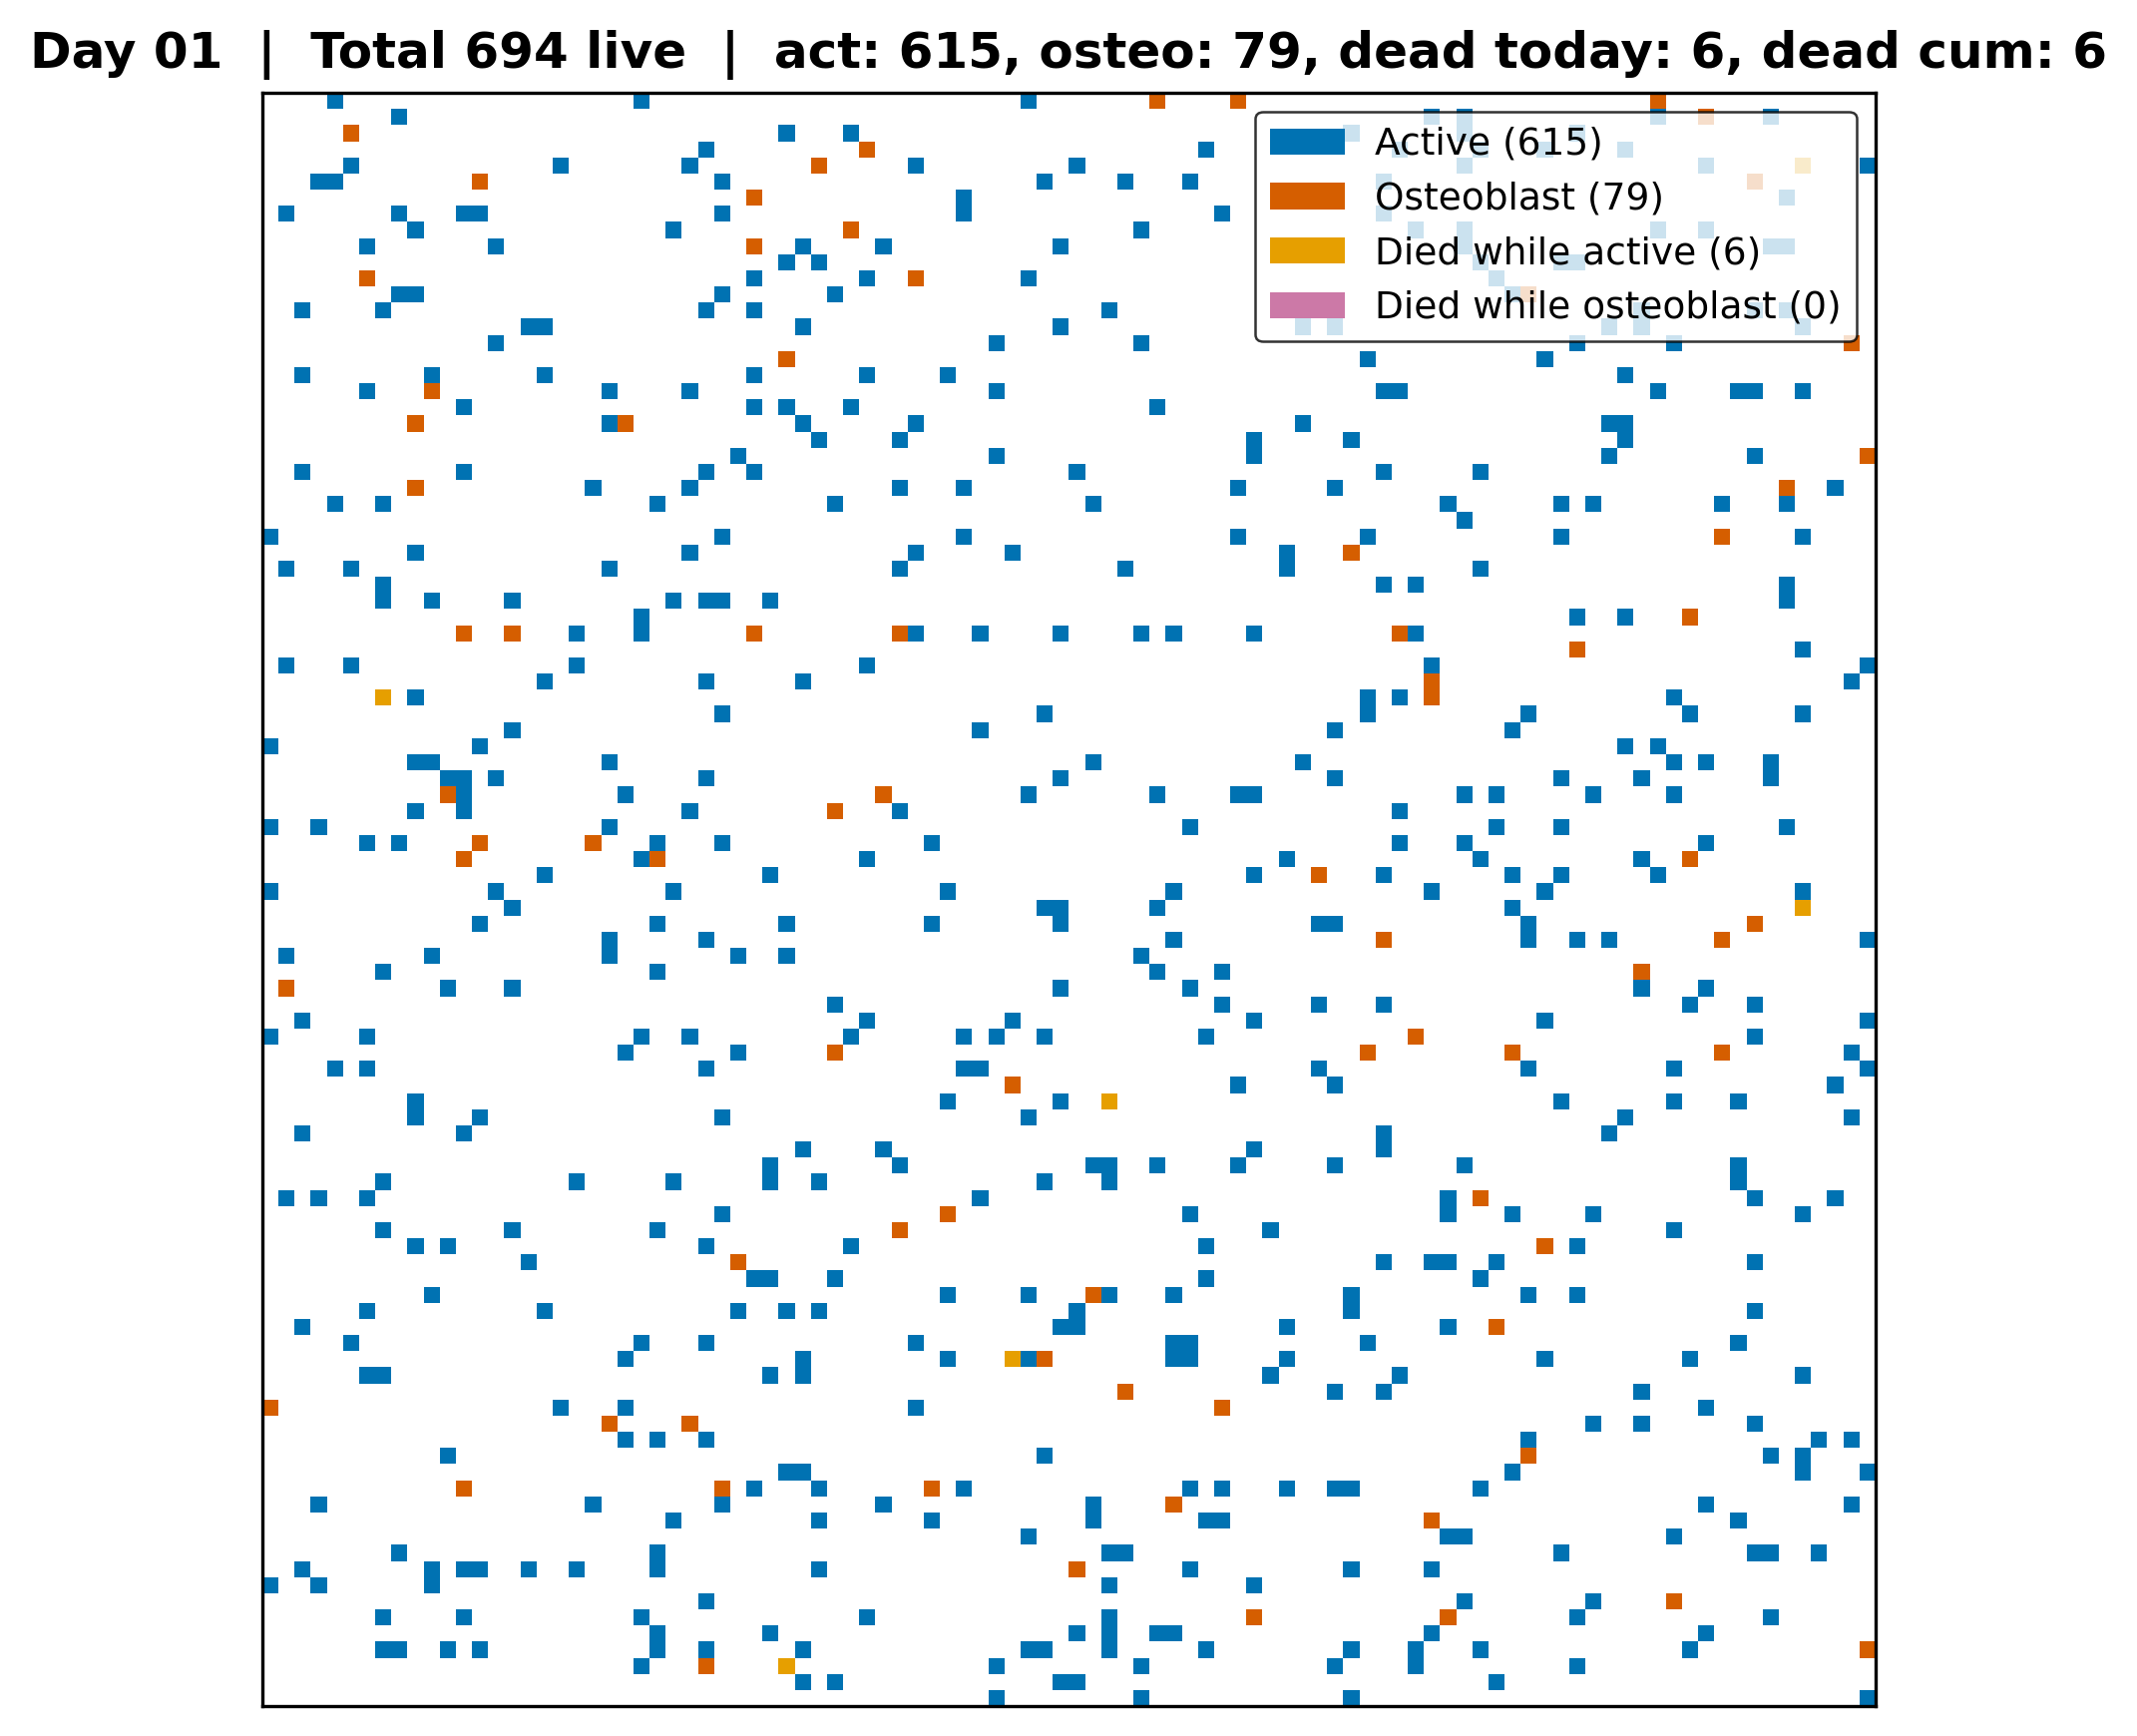 Day 01 | Total 694 live | act: 615, osteo: 79, dead today: 6, dead cum: 6
Active (615)
Osteoblast (79)
Died while active (6)
Died while osteoblast (0)